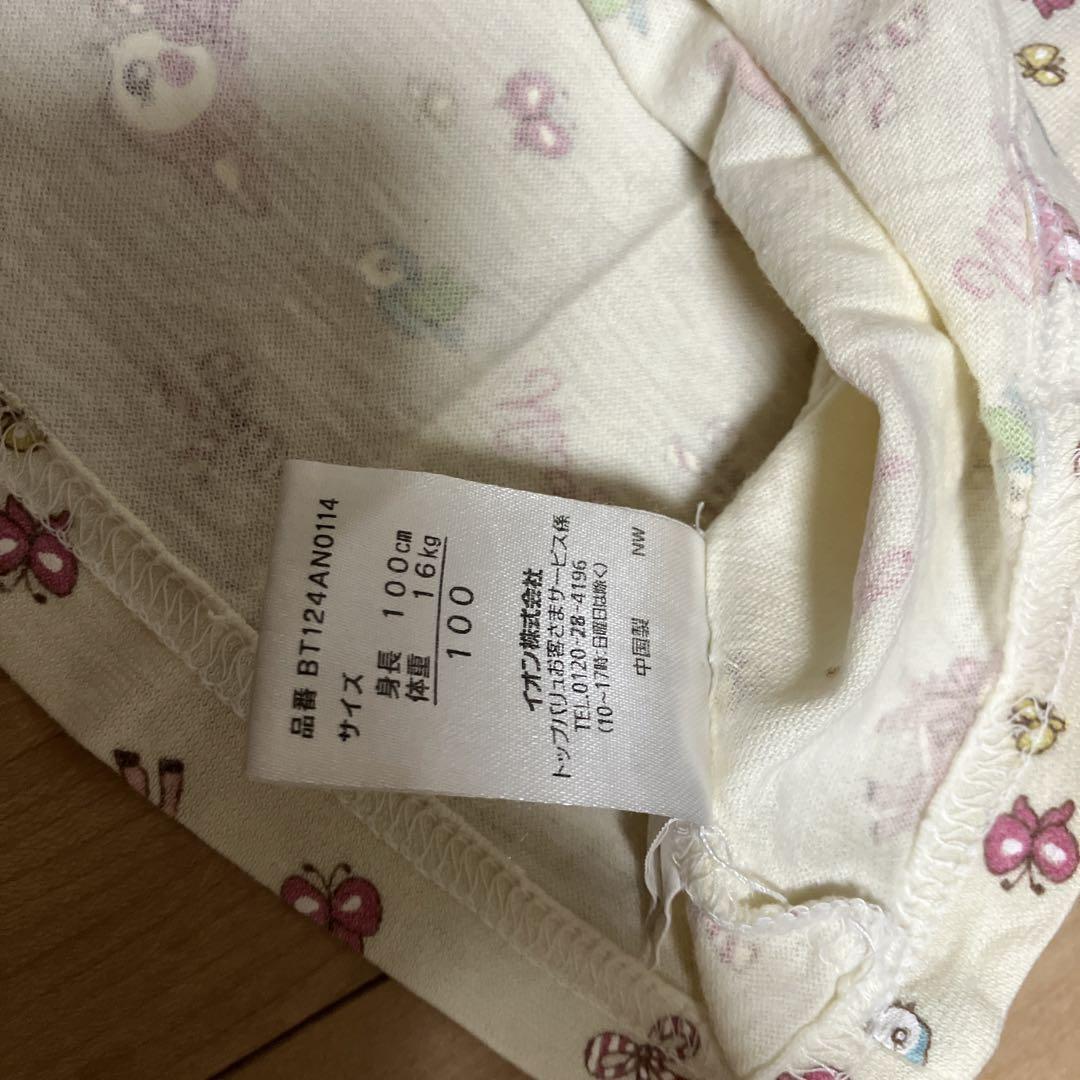 品番 BT124AN0114
サイズ
身長 100cm
体重 16kg
100
イオン株式会社
トップバリュお客さまサービス係
TEL.0120-28-4196
(10~17時:日曜日は除く)
中国製 NW